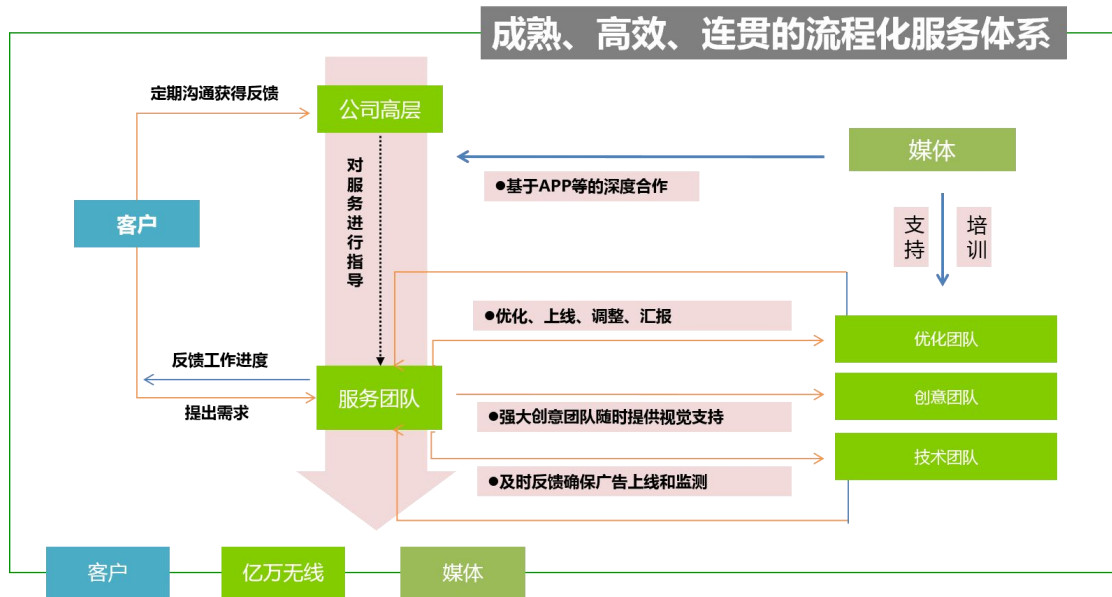 成熟、高效、连贯的流程化服务体系
定期沟通获得反馈
公司高层
媒体
对服务进行指导
●基于APP等的深度合作
客户
支持
培训
●优化、上线、调整、汇报
优化团队
反馈工作进度
服务团队
创意团队
提出需求
●强大创意团队随时提供视觉支持
技术团队
●及时反馈确保广告上线和监测
客户
亿万无线
媒体